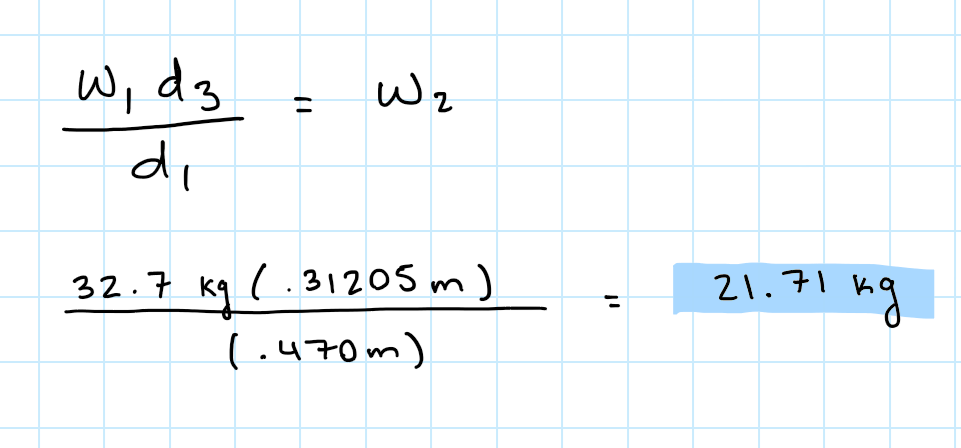 w₁ d₃ / d₁ = w₂
32.7 kg (.31205 m) / (.470 m) = 21.71 kg